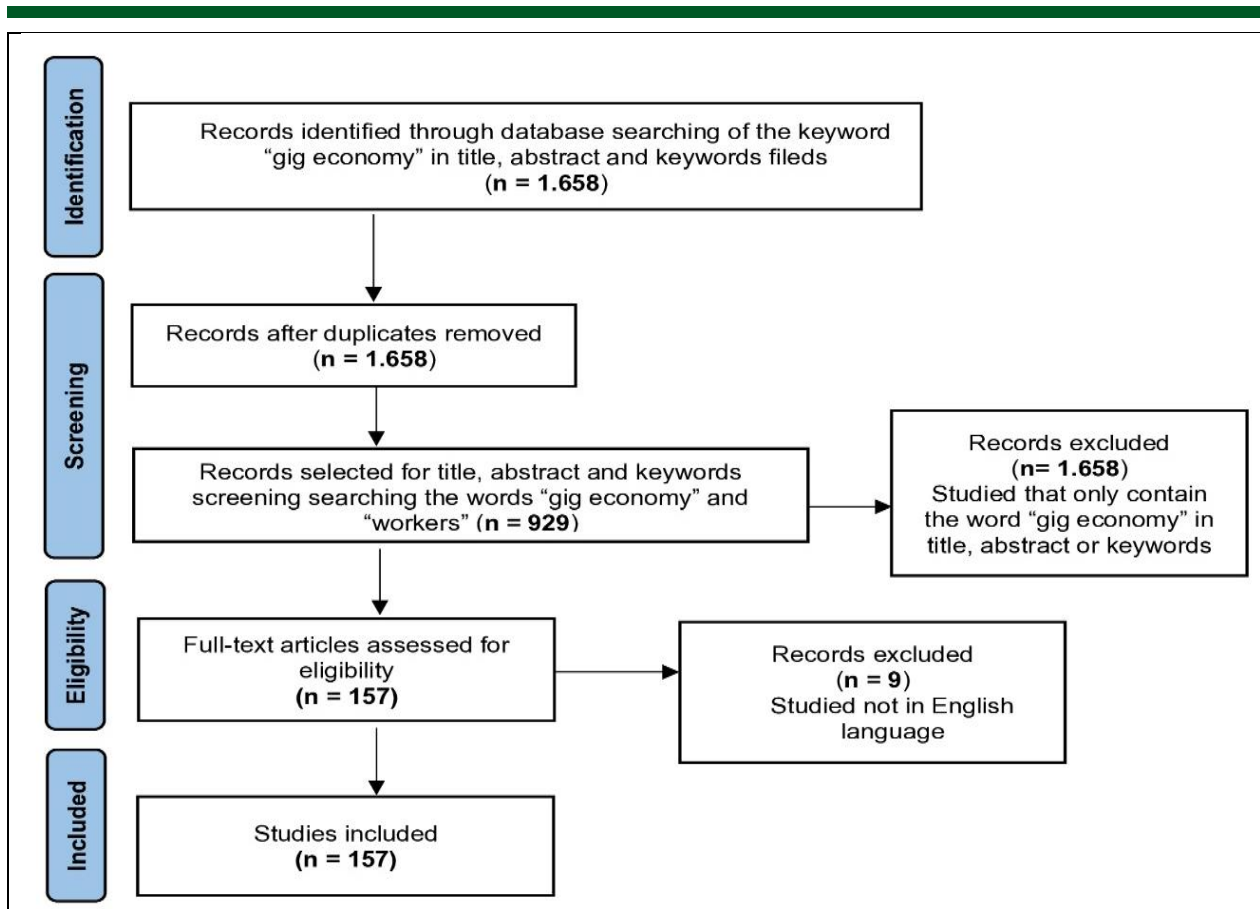 Identification
Records identified through database searching of the keyword
“gig economy” in title, abstract and keywords fileds
(n = 1.658)
Screening
Records after duplicates removed
(n = 1.658)
Records selected for title, abstract and keywords
screening searching the words “gig economy” and
“workers” (n = 929)
Records excluded
(n= 1.658)
Studied that only contain
the word “gig economy” in
title, abstract or keywords
Eligibility
Full-text articles assessed for
eligibility
(n = 157)
Records excluded
(n = 9)
Studied not in English
language
Included
Studies included
(n = 157)